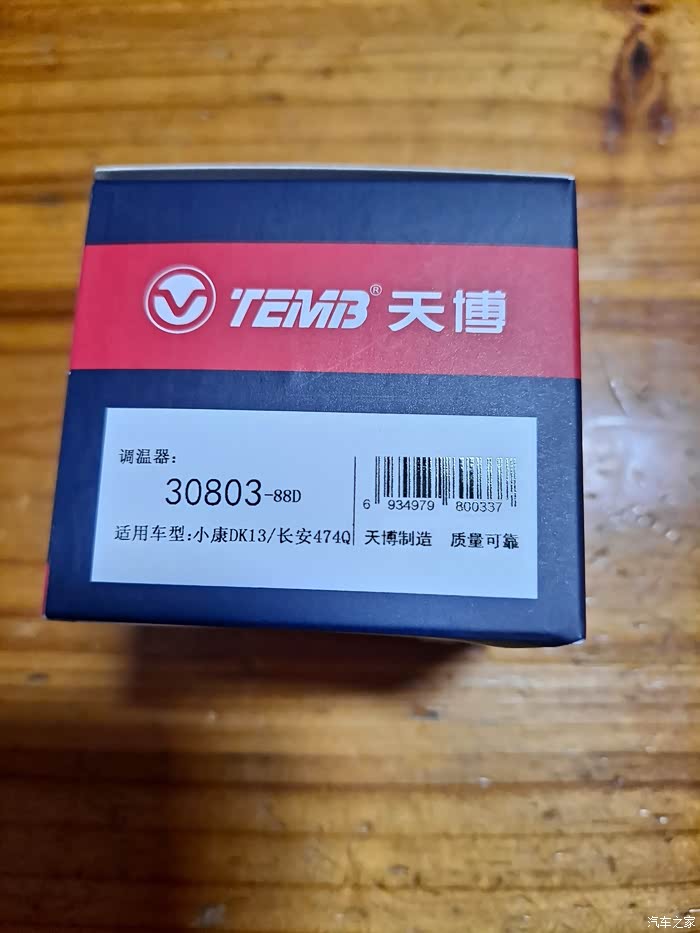 TEMB® 天博
调温器:
30803-88D
适用车型:小康DK13/长安474Q
6 934979 800337
天博制造 质量可靠
汽车之家